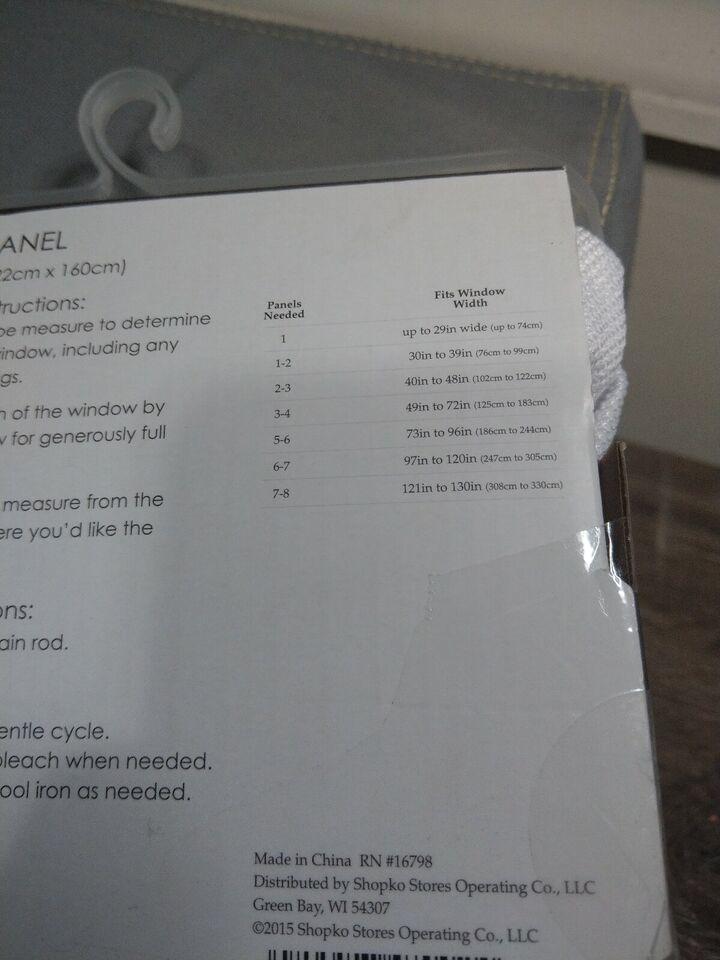 ANEL
22cm x 160cm)
tructions:
be measure to determine
indow, including any
gs.
h of the window by
w for generously full
measure from the
ere you'd like the
ons:
ain rod.
entle cycle.
bleach when needed.
ool iron as needed.
Panels Needed Fits Window Width
1 up to 29in wide (up to 74cm)
1-2 30in to 39in (76cm to 99cm)
2-3 40in to 48in (102cm to 122cm)
3-4 49in to 72in (125cm to 183cm)
5-6 73in to 96in (186cm to 244cm)
6-7 97in to 120in (247cm to 305cm)
7-8 121in to 130in (308cm to 330cm)
Made in China RN #16798
Distributed by Shopko Stores Operating Co., LLC
Green Bay, WI 54307
©2015 Shopko Stores Operating Co., LLC